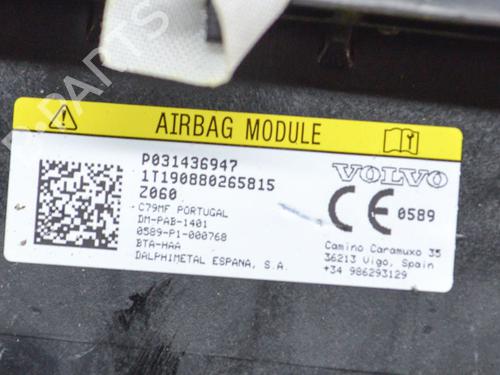 AIRBAG MODULE
P031436947
1T190880265815
Z060
C79MF PORTUGAL
DM-PAB-1401
0589-P1-000768
BTA-HAA
DALPHIMETAL ESPANA, S.A.
VOLVO
CE 0589
Camino Caramuxo 35
36213 Vigo, Spain
+34 986293129